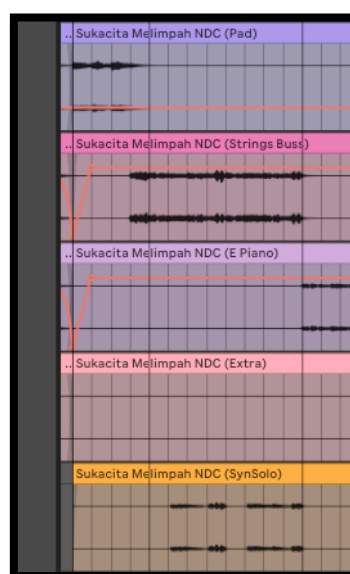 .. Sukacita Melimpah NDC (Pad)
.. Sukacita Melimpah NDC (Strings Buss)
.. Sukacita Melimpah NDC (E Piano)
.. Sukacita Melimpah NDC (Extra)
Sukacita Melimpah NDC (SynSolo)